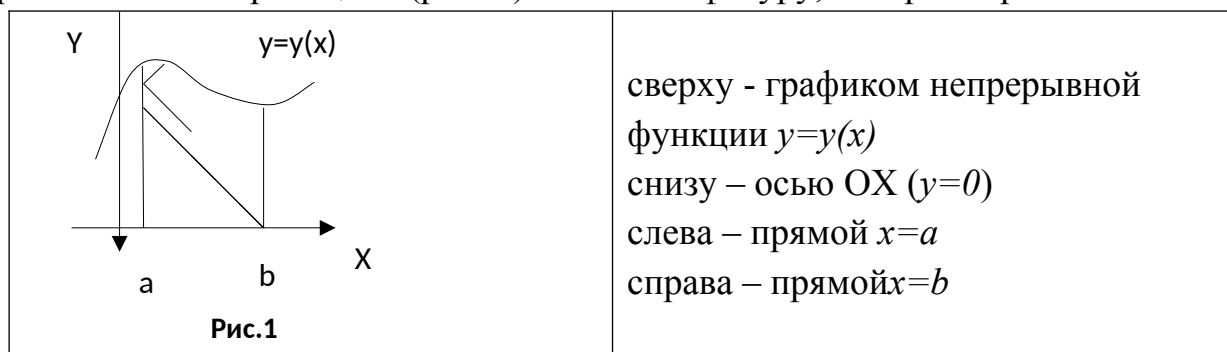 Y
y=y(x)
X
a
b
Рис.1
сверху - графиком непрерывной
функции y=y(x)
снизу – осью OX (y=0)
слева – прямой x=a
справа – прямойx=b